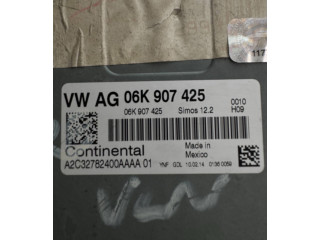 117
VW AG 06K 907 425
06K 907 425 Simos 12.2 0010
H09
Continental Made in
Mexico
A2C32782400AAAA 01